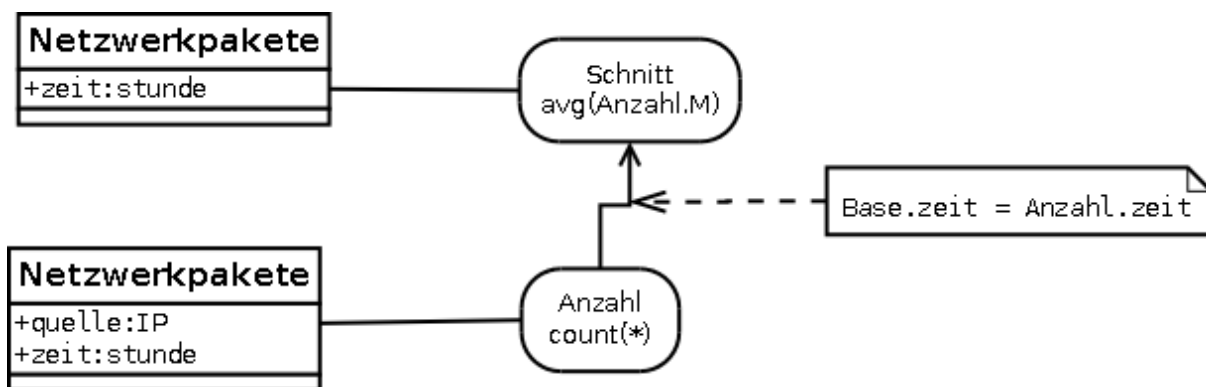 Netzwerkpakete
+zeit:stunde
Schnitt
avg(Anzahl.M)
Base.zeit = Anzahl.zeit
Netzwerkpakete
+quelle:IP
+zeit:stunde
Anzahl
count(*)